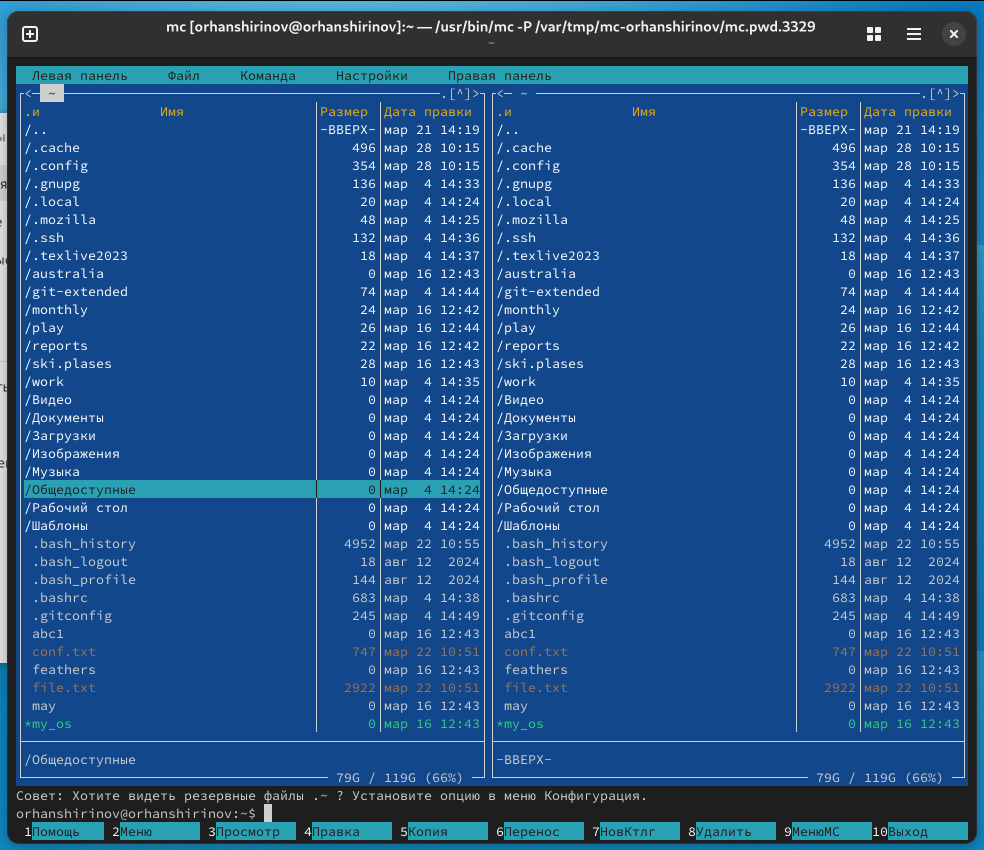 mc [orhanshirinov@orhanshirinov]:~ — /usr/bin/mc -P /var/tmp/mc-orhanshirinov/mc.pwd.3329
~
Левая панель Файл Команда Настройки Правая панель
<─ ~ .[^]> <─ ~ .[^]>
.и Имя Размер Дата правки .и Имя Размер Дата правки
/.. -ВВЕРХ- мар 21 14:19 /.. -ВВЕРХ- мар 21 14:19
/.cache 496 мар 28 10:15 /.cache 496 мар 28 10:15
/.config 354 мар 28 10:15 /.config 354 мар 28 10:15
/.gnupg 136 мар 4 14:33 /.gnupg 136 мар 4 14:33
/.local 20 мар 4 14:24 /.local 20 мар 4 14:24
/.mozilla 48 мар 4 14:25 /.mozilla 48 мар 4 14:25
/.ssh 132 мар 4 14:36 /.ssh 132 мар 4 14:36
/.texlive2023 18 мар 4 14:37 /.texlive2023 18 мар 4 14:37
/australia 0 мар 16 12:43 /australia 0 мар 16 12:43
/git-extended 74 мар 4 14:44 /git-extended 74 мар 4 14:44
/monthly 24 мар 16 12:42 /monthly 24 мар 16 12:42
/play 26 мар 16 12:44 /play 26 мар 16 12:44
/reports 22 мар 16 12:42 /reports 22 мар 16 12:42
/ski.plases 28 мар 16 12:43 /ski.plases 28 мар 16 12:43
/work 10 мар 4 14:35 /work 10 мар 4 14:35
/Видео 0 мар 4 14:24 /Видео 0 мар 4 14:24
/Документы 0 мар 4 14:24 /Документы 0 мар 4 14:24
/Загрузки 0 мар 4 14:24 /Загрузки 0 мар 4 14:24
/Изображения 0 мар 4 14:24 /Изображения 0 мар 4 14:24
/Музыка 0 мар 4 14:24 /Музыка 0 мар 4 14:24
/Общедоступные 0 мар 4 14:24 /Общедоступные 0 мар 4 14:24
/Рабочий стол 0 мар 4 14:24 /Рабочий стол 0 мар 4 14:24
/Шаблоны 0 мар 4 14:24 /Шаблоны 0 мар 4 14:24
.bash_history 4952 мар 22 10:55 .bash_history 4952 мар 22 10:55
.bash_logout 18 авг 12 2024 .bash_logout 18 авг 12 2024
.bash_profile 144 авг 12 2024 .bash_profile 144 авг 12 2024
.bashrc 683 мар 4 14:38 .bashrc 683 мар 4 14:38
.gitconfig 245 мар 4 14:49 .gitconfig 245 мар 4 14:49
abc1 0 мар 16 12:43 abc1 0 мар 16 12:43
conf.txt 747 мар 22 10:51 conf.txt 747 мар 22 10:51
feathers 0 мар 16 12:43 feathers 0 мар 16 12:43
file.txt 2922 мар 22 10:51 file.txt 2922 мар 22 10:51
may 0 мар 16 12:43 may 0 мар 16 12:43
*my_os 0 мар 16 12:43 *my_os 0 мар 16 12:43
/Общедоступные -ВВЕРХ-
79G / 119G (66%) 79G / 119G (66%)
Совет: Хотите видеть резервные файлы .~ ? Установите опцию в меню Конфигурация.
orhanshirinov@orhanshirinov:~$
1Помощь 2Меню 3Просмотр 4Правка 5Копия 6Перенос 7НовКтлг 8Удалить 9МенюMC 10Выход